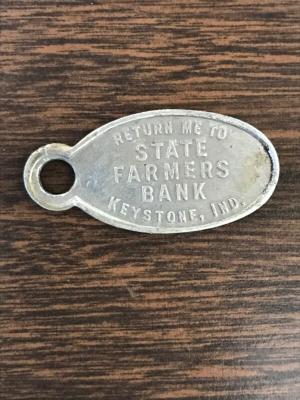 RETURN ME TO
STATE
FARMERS
BANK
KEYSTONE, IND.